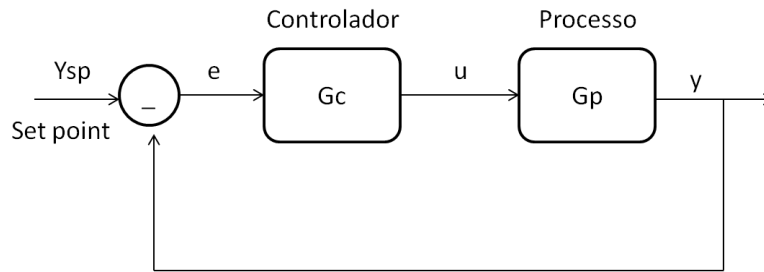 Controlador
Processo
Ysp
e
u
y
_
Gc
Gp
Set point